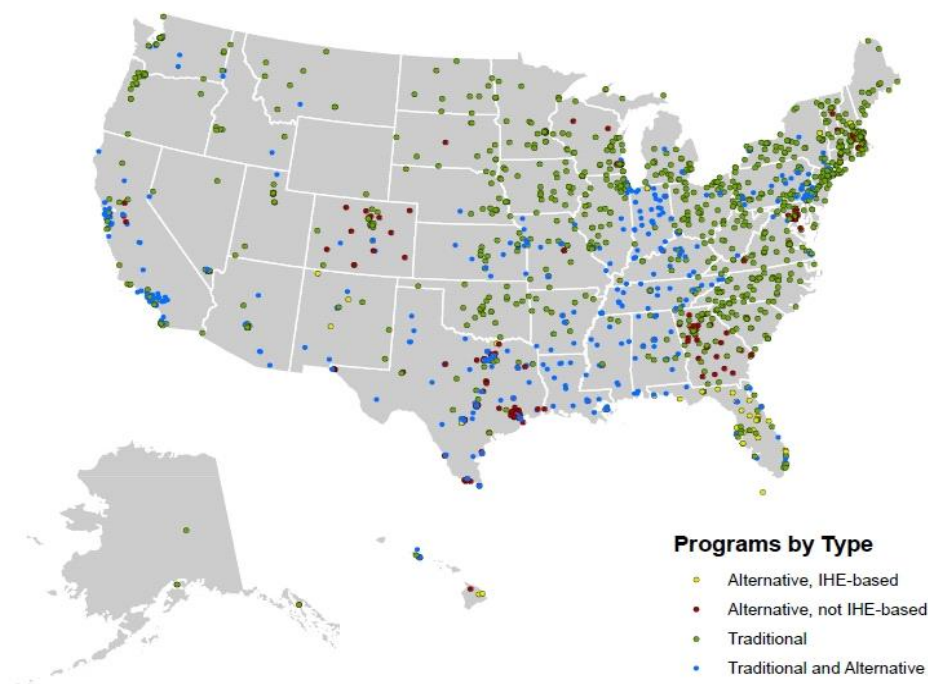 Programs by Type
Alternative, IHE-based
Alternative, not IHE-based
Traditional
Traditional and Alternative